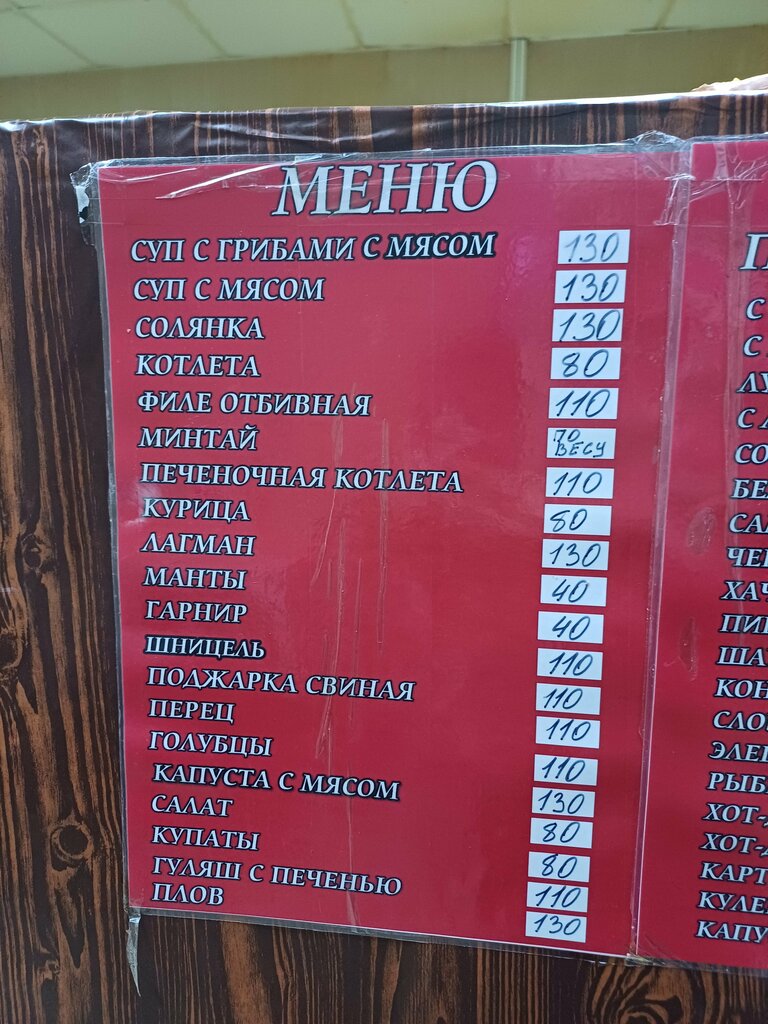 МЕНЮ
СУП С ГРИБАМИ С МЯСОМ 130
СУП С МЯСОМ 130
СОЛЯНКА 130
КОТЛЕТА 80
ФИЛЕ ОТБИВНАЯ 110
МИНТАЙ ПО ВЕСУ
ПЕЧЕНОЧНАЯ КОТЛЕТА 110
КУРИЦА 80
ЛАГМАН 130
МАНТЫ 40
ГАРНИР 40
ШНИЦЕЛЬ 110
ПОДЖАРКА СВИНАЯ 110
ПЕРЕЦ 110
ГОЛУБЦЫ 110
КАПУСТА С МЯСОМ 130
САЛАТ 80
КУПАТЫ 80
ГУЛЯШ С ПЕЧЕНЬЮ 110
ПЛОВ 130
С
С
С
ХОТ-
ХОТ-